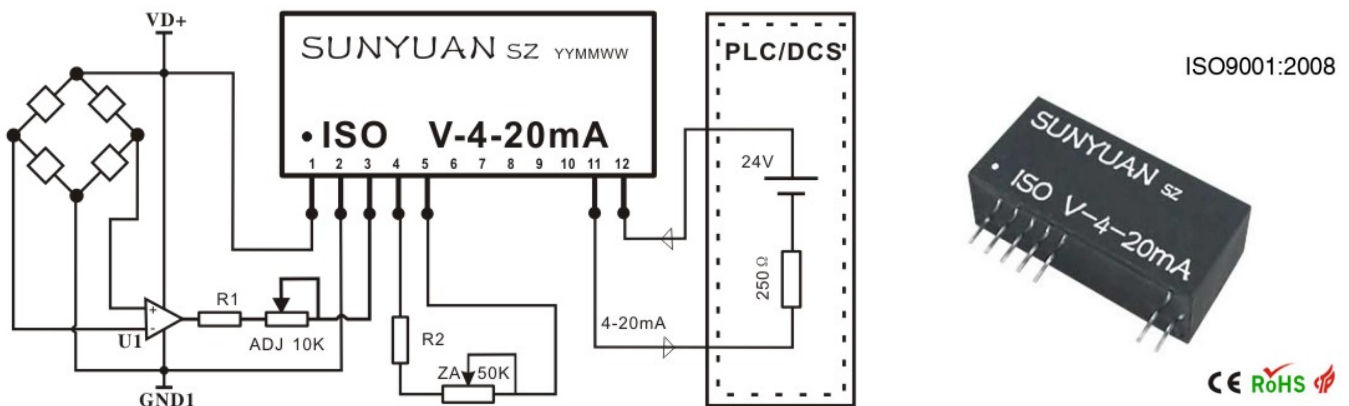 VD+
SUNYUAN SZ YYMMWW
• ISO V-4-20mA
1 2 3 4 5 6 7 8 9 10 11 12
PLC/DCS
24V
250Ω
4-20mA
+
-
U1
R1
ADJ 10K
R2
ZA 50K
GND1
ISO9001:2008
SUNYUAN SZ
• ISO V-4-20mA
CE RoHS